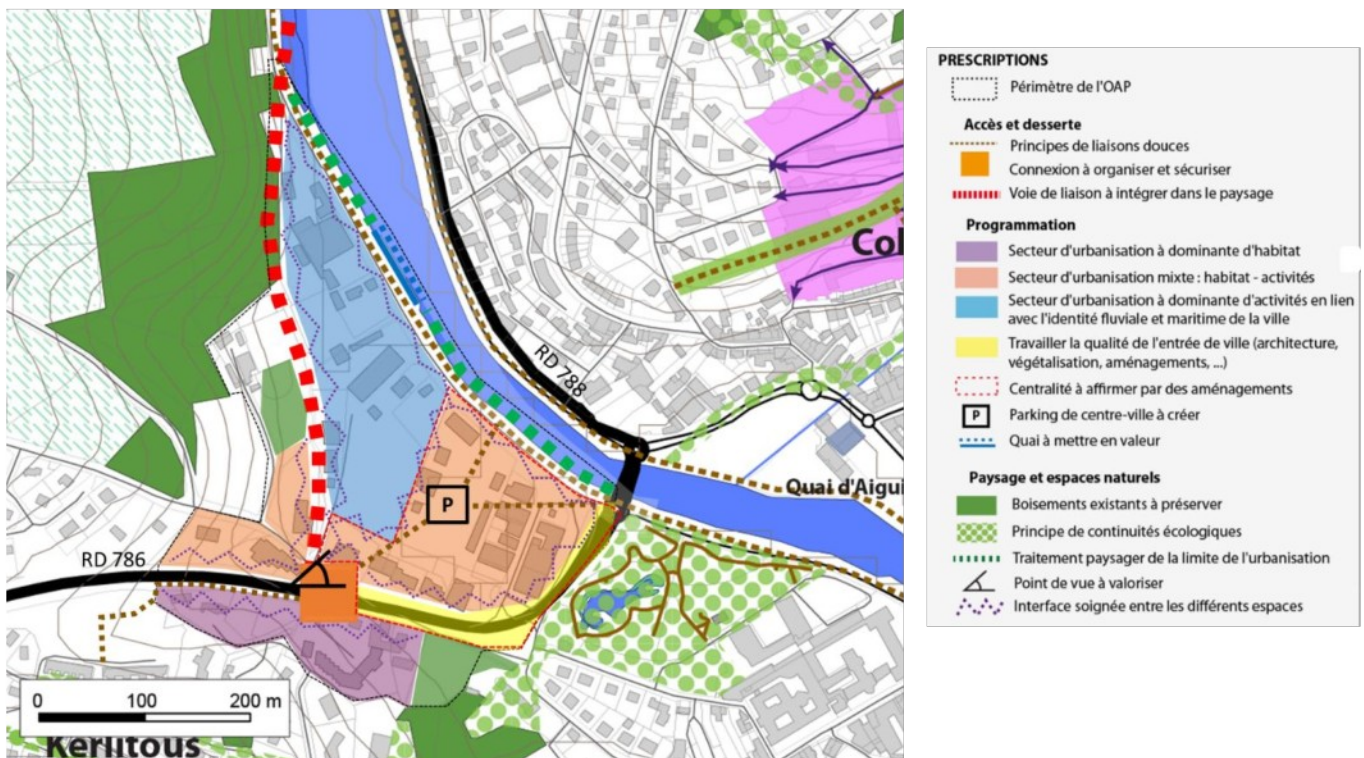 RD 788
Col
Quai d'Aigui
P
RD 786
0 100 200 m
Kerlitous
PRESCRIPTIONS
Périmètre de l'OAP
Accès et desserte
Principes de liaisons douces
Connexion à organiser et sécuriser
Voie de liaison à intégrer dans le paysage
Programmation
Secteur d'urbanisation à dominante d'habitat
Secteur d'urbanisation mixte : habitat - activités
Secteur d'urbanisation à dominante d'activités en lien
avec l'identité fluviale et maritime de la ville
Travailler la qualité de l'entrée de ville (architecture,
végétalisation, aménagements, ...)
Centralité à affirmer par des aménagements
P Parking de centre-ville à créer
Quai à mettre en valeur
Paysage et espaces naturels
Boisements existants à préserver
Principe de continuités écologiques
Traitement paysager de la limite de l'urbanisation
Point de vue à valoriser
Interface soignée entre les différents espaces